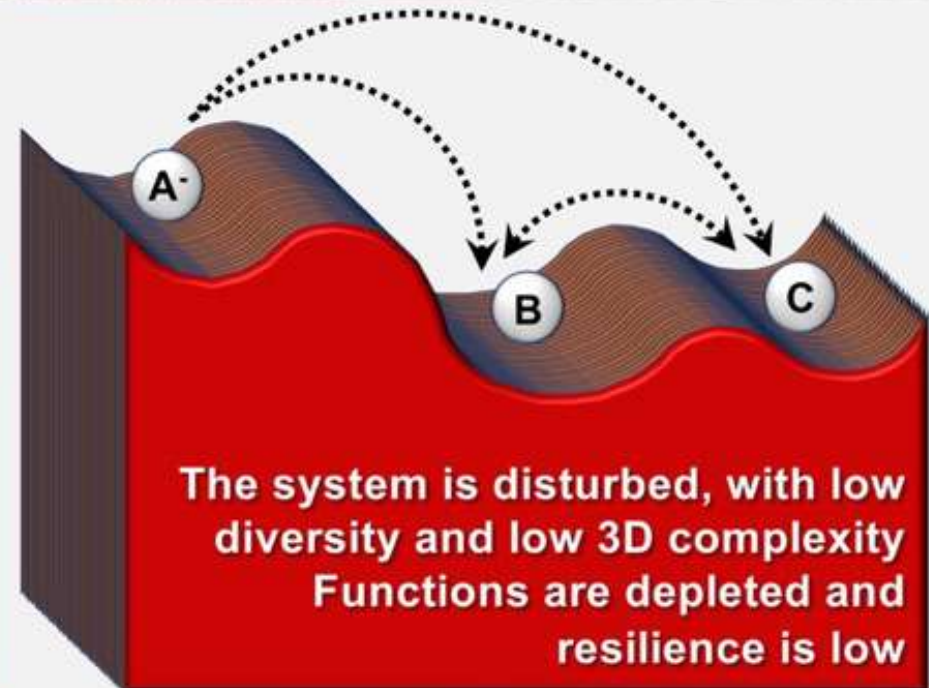 A-
B
C
The system is disturbed, with low
diversity and low 3D complexity
Functions are depleted and
resilience is low